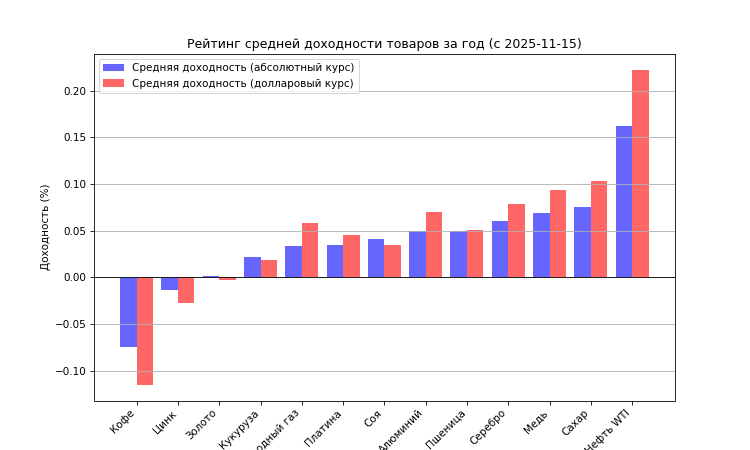 Рейтинг средней доходности товаров за год (с 2025-11-15)
Средняя доходность (абсолютный курс)
Средняя доходность (долларовый курс)
Доходность (%)
0.20
0.15
0.10
0.05
0.00
−0.05
−0.10
Кофе
Цинк
Золото
Кукуруза
одный газ
Платина
Соя
Алюминий
Пшеница
Серебро
Медь
Сахар
Нефть WTI